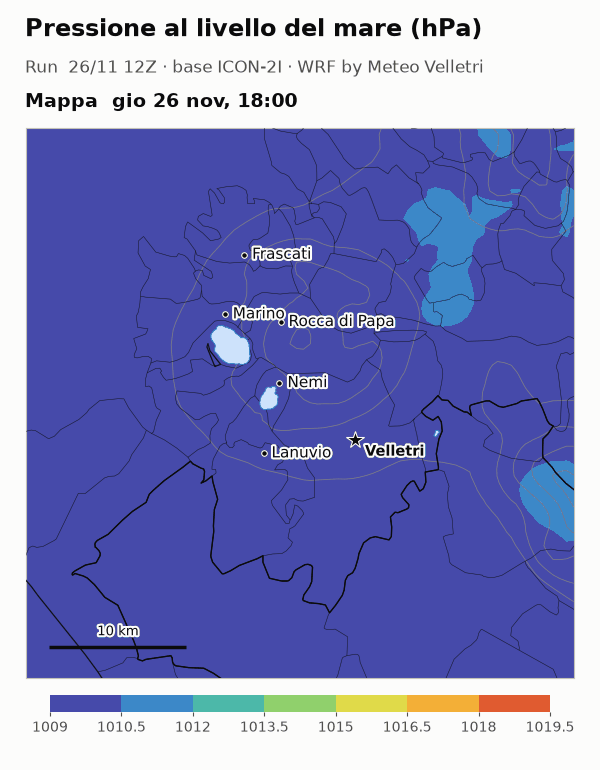 Pressione al livello del mare (hPa)
Run  26/11 12Z · base ICON-2I · WRF by Meteo Velletri
Mappa  gio 26 nov, 18:00
Frascati
Marino
Rocca di Papa
Nemi
Velletri
Lanuvio
10 km
1009 1010.5 1012 1013.5 1015 1016.5 1018 1019.5